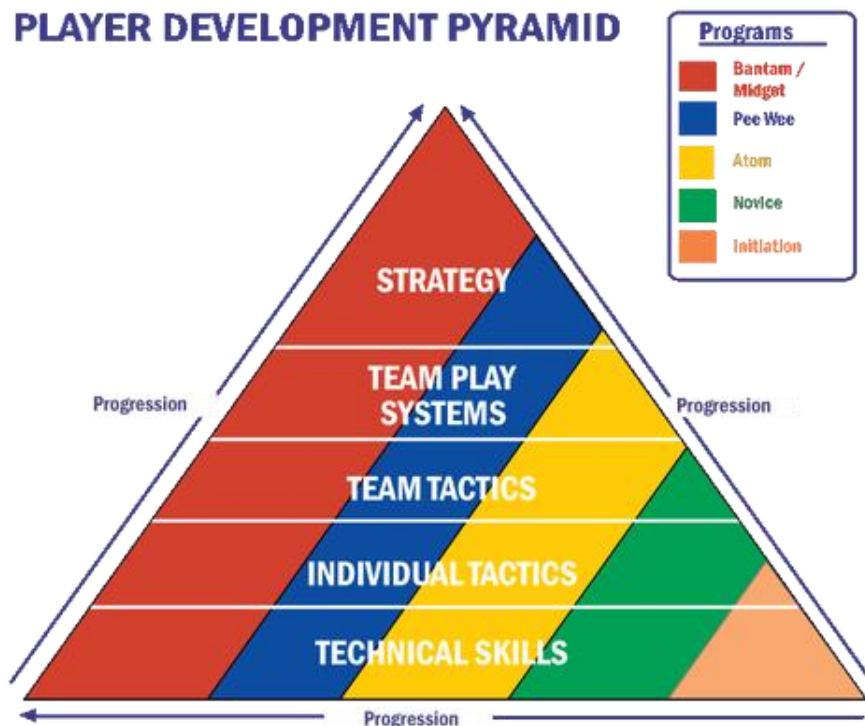 PLAYER DEVELOPMENT PYRAMID
Programs
Bantam /
Midget
Pee Wee
Atom
Novice
Initiation
STRATEGY
TEAM PLAY
SYSTEMS
Progression
Progression
TEAM TACTICS
INDIVIDUAL TACTICS
TECHNICAL SKILLS
Progression